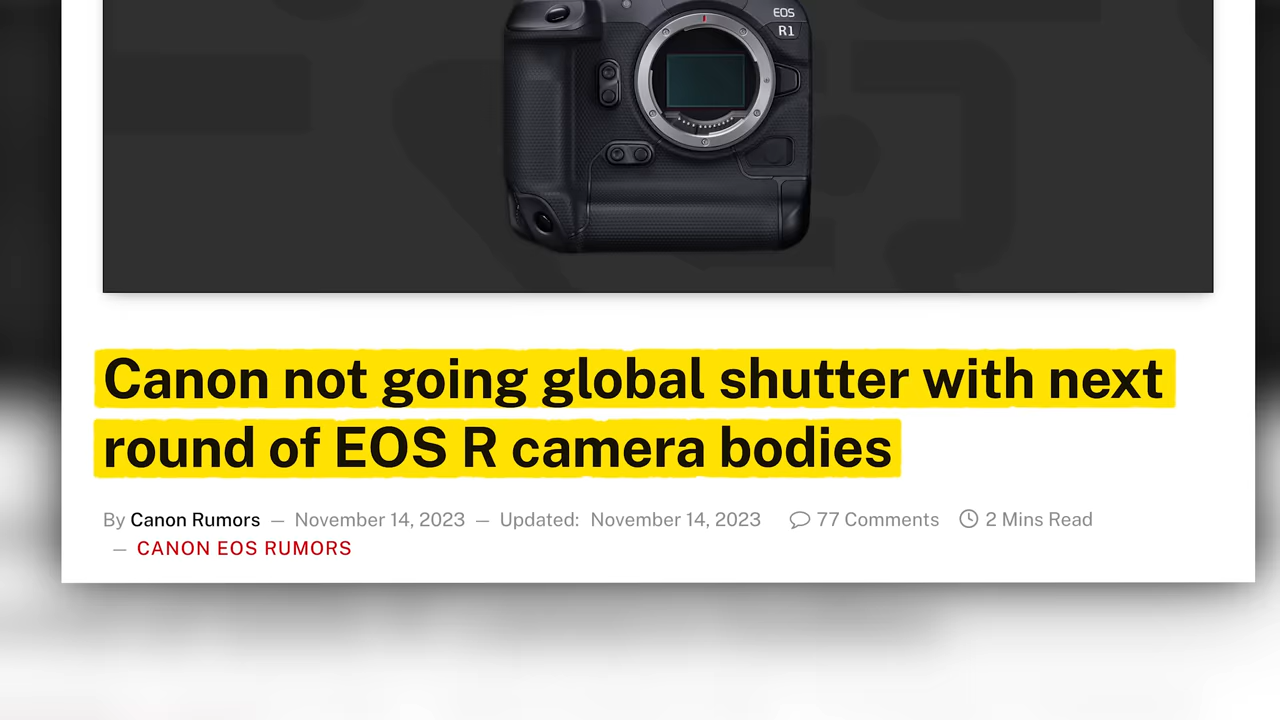 EOS
R1
Canon not going global shutter with next
round of EOS R camera bodies
By Canon Rumors — November 14, 2023 — Updated: November 14, 2023 77 Comments 2 Mins Read
— CANON EOS RUMORS